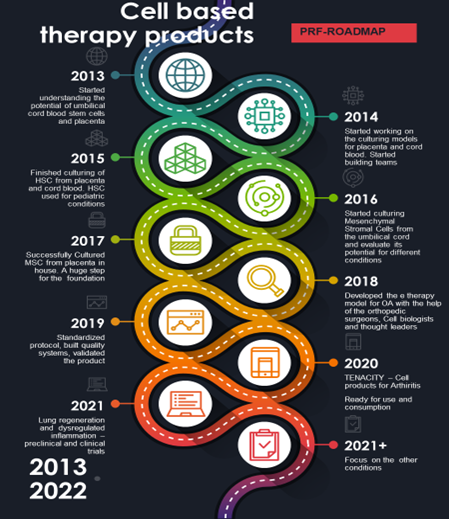 Cell based
therapy products
PRF-ROADMAP
2013
Started
understanding the
potential of umbilical
cord blood stem cells
and placenta
2014
Started working on
the culturing models
for placenta and cord
blood. Started
building teams
2015
Finished culturing of
HSC from placenta
and cord blood. HSC
used for pediatric
conditions
2016
Started culturing
Mesenchymal
Stromal Cells from
the umbilical cord
and evaluate its
potential for different
conditions
2017
Successfully Cultured
MSC from placenta in
house. A huge step
for the foundation
2018
Developed the e therapy
model for OA with the help
of the orthopedic
surgeons, Cell biologists
and thought leaders
2019
Standardized
protocol, built quality
systems, validated
the product
2020
TENACITY – Cell
products for Arthiritis
Ready for use and
consumption
2021
Lung regeneration
and dysregulated
inflammation –
preclinical and clinical
trials
2021+
Focus on the other
conditions
2013
2022